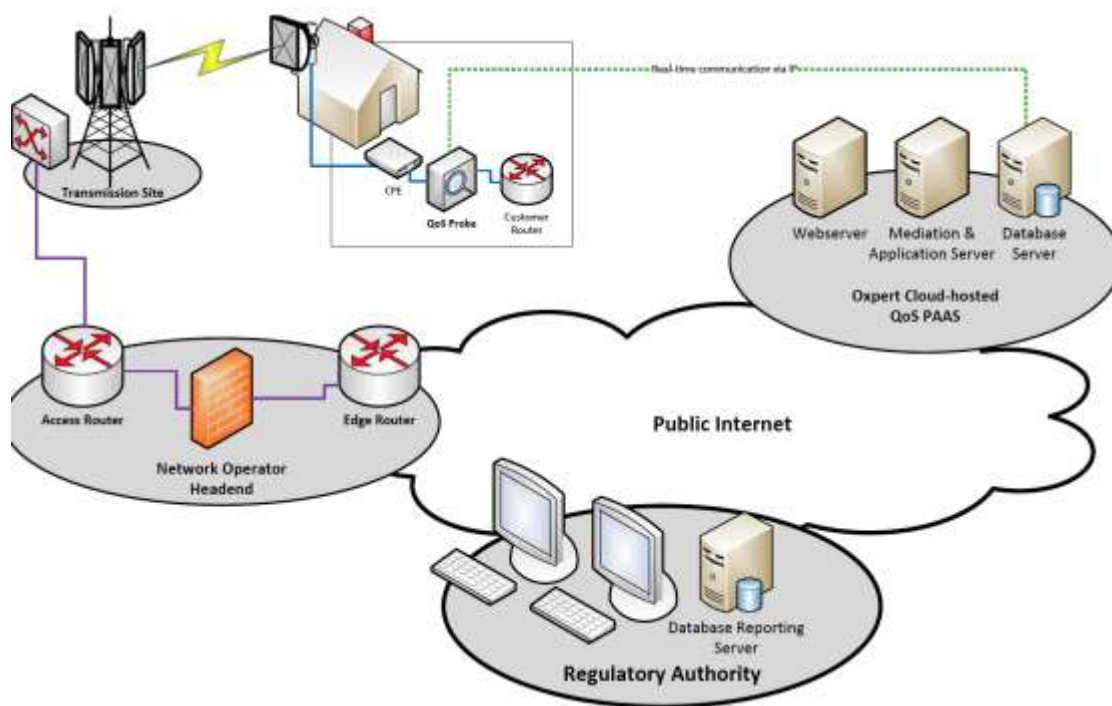 Real-time communication via IP
Transmission Site
CPE
QoS Probe
Customer
Router
Webserver
Mediation &
Application Server
Database
Server
Oxpert Cloud-hosted
QoS PAAS
Access Router
Edge Router
Network Operator
Headend
Public Internet
Database Reporting
Server
Regulatory Authority